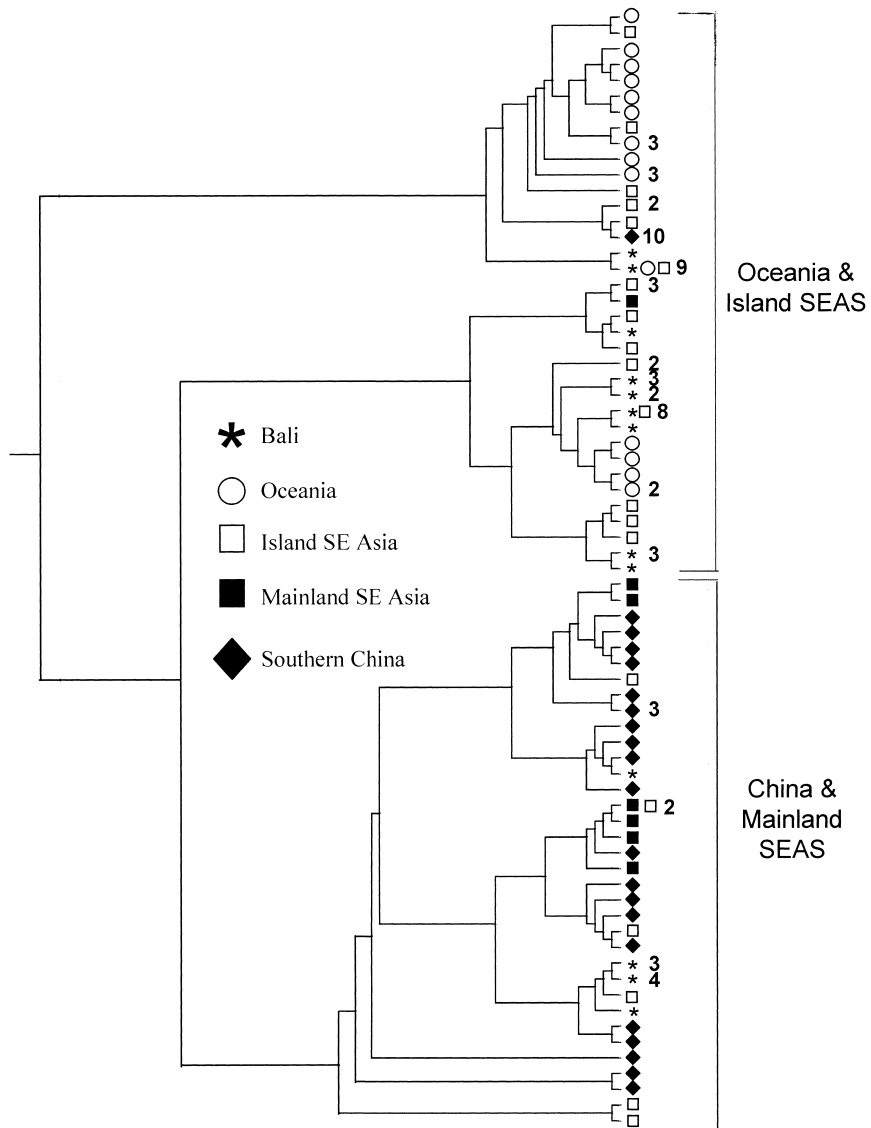 3
3
2
10
9
Oceania &
Island SEAS
3
2
3
2
8
Bali
Oceania
2
Island SE Asia
3
Mainland SE Asia
Southern China
3
China &
Mainland
SEAS
2
3
4